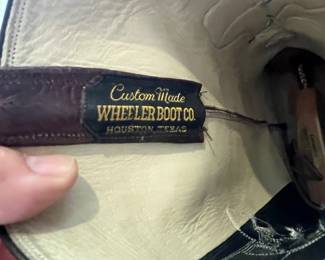 Custom Made
WHEELER BOOT CO.
HOUSTON, TEXAS